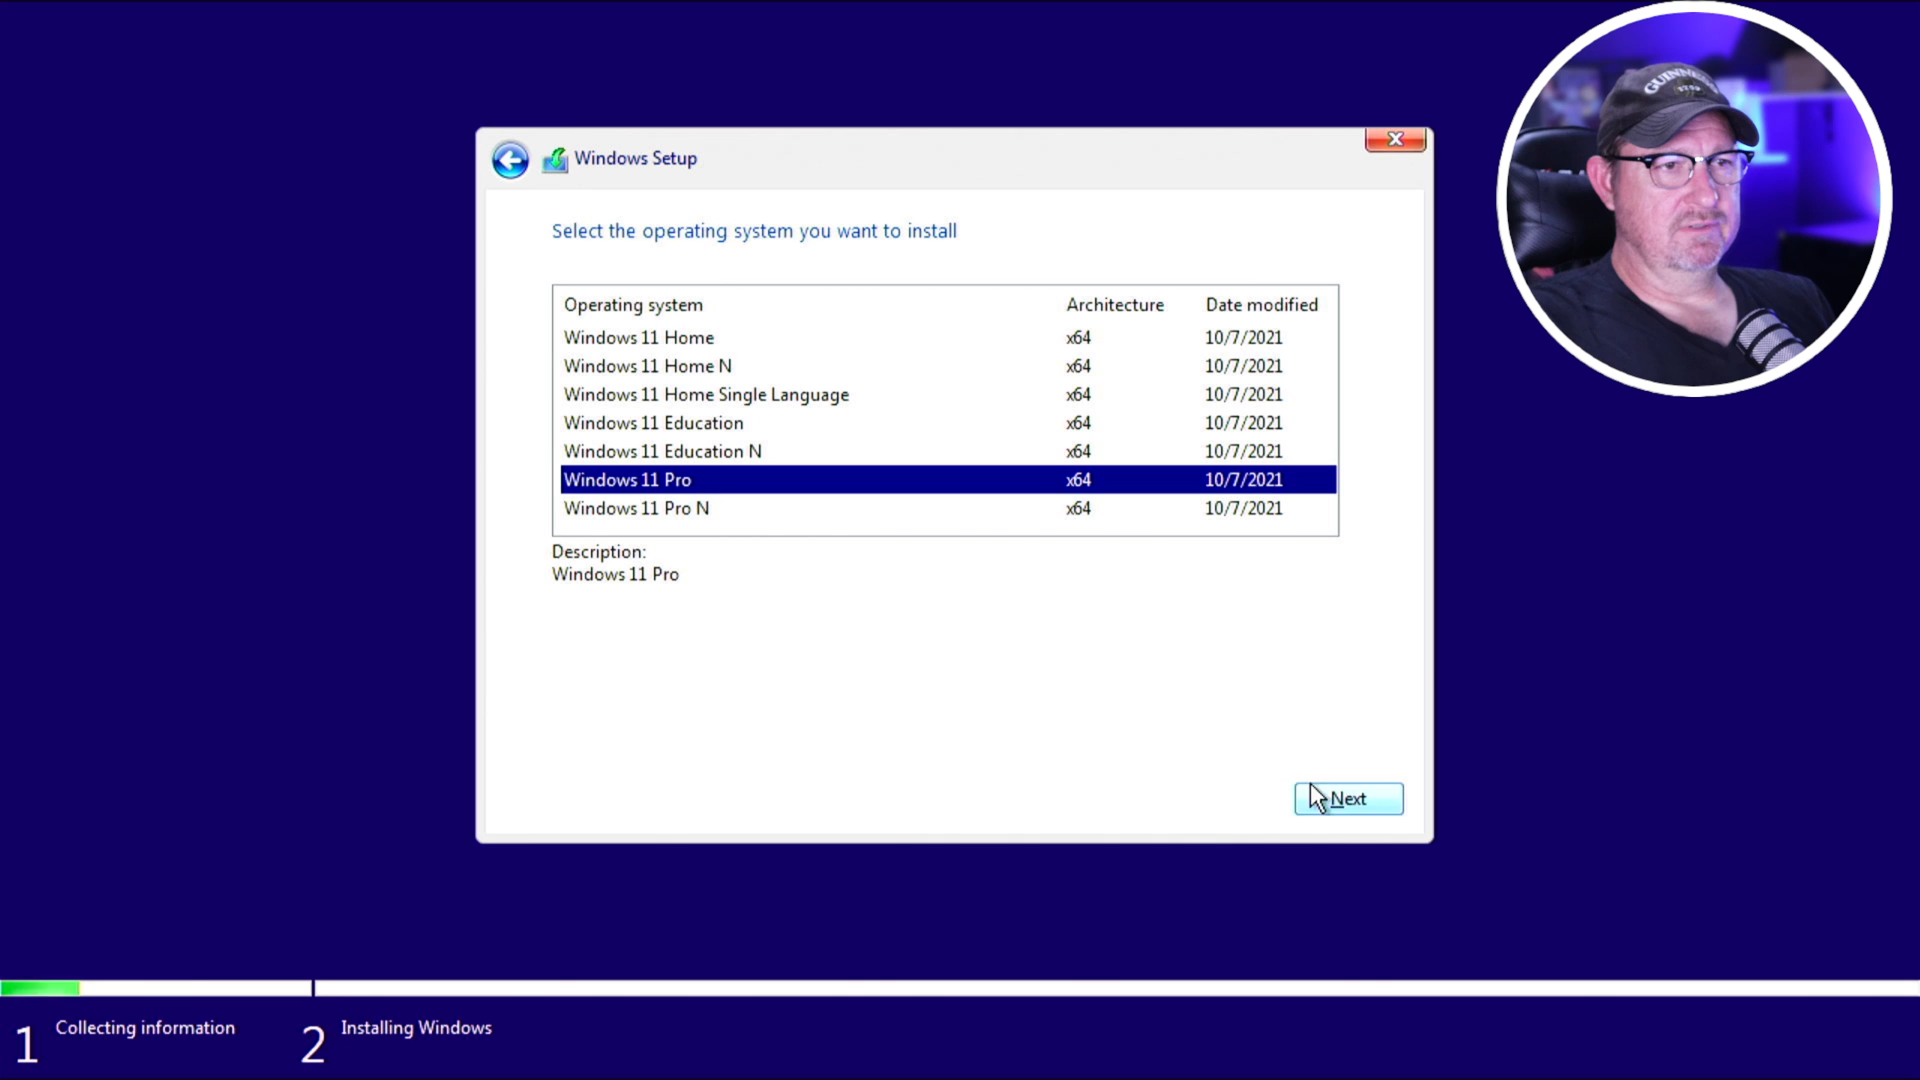 Windows Setup
Select the operating system you want to install
Operating system Architecture Date modified
Windows 11 Home x64 10/7/2021
Windows 11 Home N x64 10/7/2021
Windows 11 Home Single Language x64 10/7/2021
Windows 11 Education x64 10/7/2021
Windows 11 Education N x64 10/7/2021
Windows 11 Pro x64 10/7/2021
Windows 11 Pro N x64 10/7/2021
Description:
Windows 11 Pro
Next
1 Collecting information
2 Installing Windows